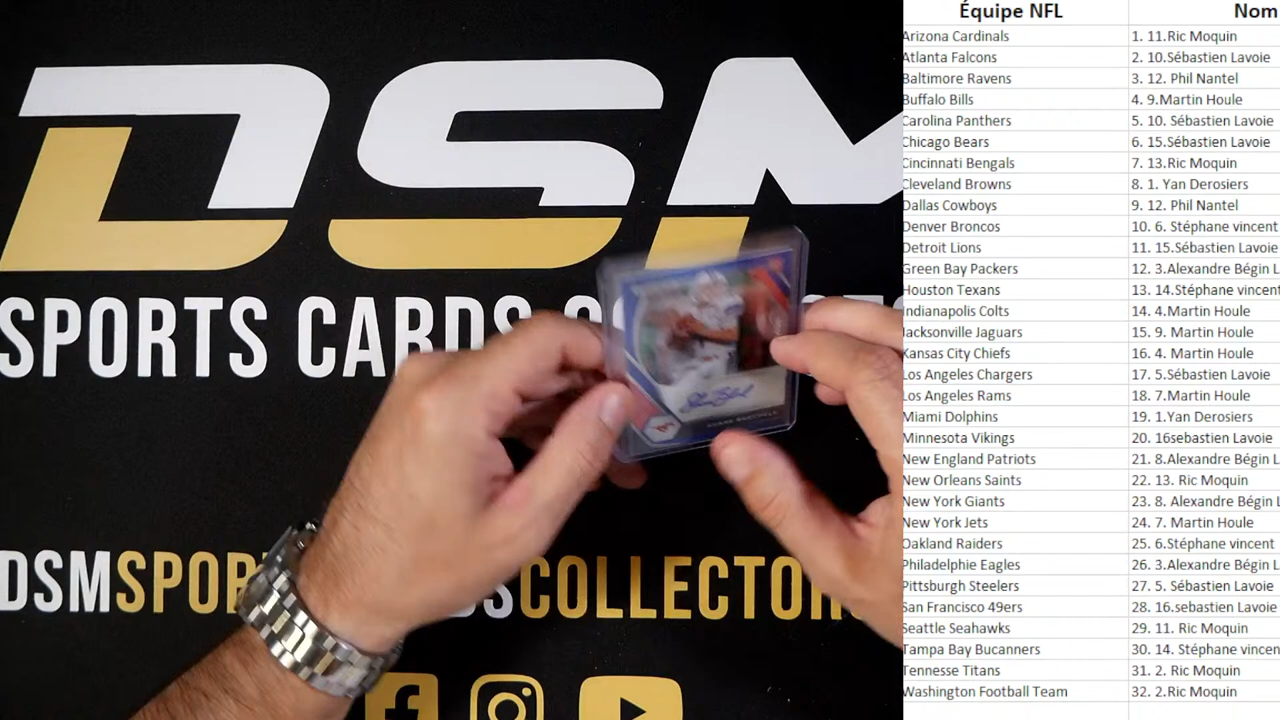 DSM
SPORTS CARDS
DSMSPOR
DSCOLLECTOR
Équipe NFL Nom
Arizona Cardinals 1. 11.Ric Moquin
Atlanta Falcons 2. 10.Sébastien Lavoie
Baltimore Ravens 3. 12. Phil Nantel
Buffalo Bills 4. 9.Martin Houle
Carolina Panthers 5. 10. Sébastien Lavoie
Chicago Bears 6. 15.Sébastien Lavoie
Cincinnati Bengals 7. 13.Ric Moquin
Cleveland Browns 8. 1. Yan Derosiers
Dallas Cowboys 9. 12. Phil Nantel
Denver Broncos 10. 6. Stéphane vincent
Detroit Lions 11. 15.Sébastien Lavoie
Green Bay Packers 12. 3.Alexandre Bégin L
Houston Texans 13. 14.Stéphane vincent
Indianapolis Colts 14. 4.Martin Houle
Jacksonville Jaguars 15. 9. Martin Houle
Kansas City Chiefs 16. 4. Martin Houle
Los Angeles Chargers 17. 5.Sébastien Lavoie
Los Angeles Rams 18. 7.Martin Houle
Miami Dolphins 19. 1.Yan Derosiers
Minnesota Vikings 20. 16sebastien Lavoie
New England Patriots 21. 8.Alexandre Bégin L
New Orleans Saints 22. 13. Ric Moquin
New York Giants 23. 8. Alexandre Bégin L
New York Jets 24. 7. Martin Houle
Oakland Raiders 25. 6.Stéphane vincent
Philadelphie Eagles 26. 3.Alexandre Bégin L
Pittsburgh Steelers 27. 5. Sébastien Lavoie
San Francisco 49ers 28. 16.sebastien Lavoie
Seattle Seahawks 29. 11. Ric Moquin
Tampa Bay Bucanners 30. 14. Stéphane vincen
Tennesse Titans 31. 2. Ric Moquin
Washington Football Team 32. 2.Ric Moquin